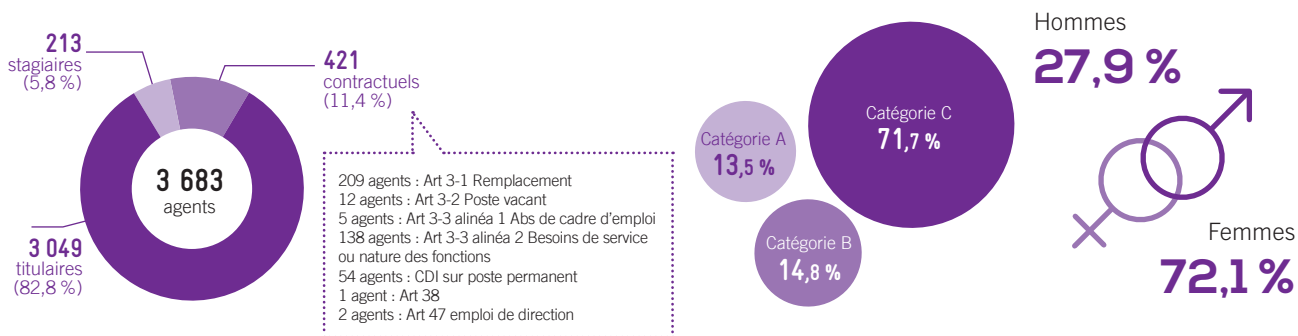 213
stagiaires
(5,8 %)
421
contractuels
(11,4 %)
3 683
agents
3 049
titulaires
(82,8 %)
209 agents : Art 3-1 Remplacement
12 agents : Art 3-2 Poste vacant
5 agents : Art 3-3 alinéa 1 Abs de cadre d'emploi
138 agents : Art 3-3 alinéa 2 Besoins de service
ou nature des fonctions
54 agents : CDI sur poste permanent
1 agent : Art 38
2 agents : Art 47 emploi de direction
Catégorie A
13,5 %
Catégorie C
71,7 %
Catégorie B
14,8 %
Hommes
27,9 %
Femmes
72,1 %